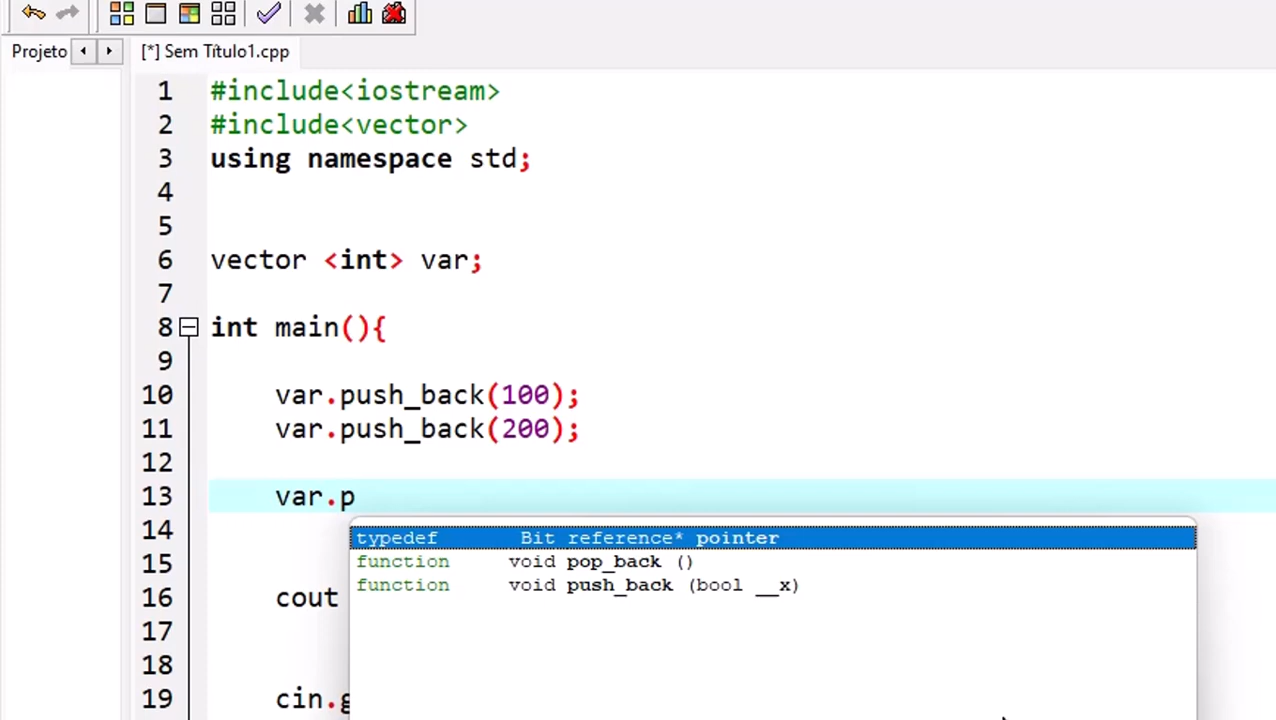 Projeto
[*] Sem Título1.cpp
1 #include<iostream>
2 #include<vector>
3 using namespace std;
4
5
6 vector <int> var;
7
8 int main(){
9
10 var.push_back(100);
11 var.push_back(200);
12
13 var.p
typedef Bit reference* pointer
14
function void pop_back ()
15
function void push_back (bool __x)
16 cout
17
18
19 cin.g